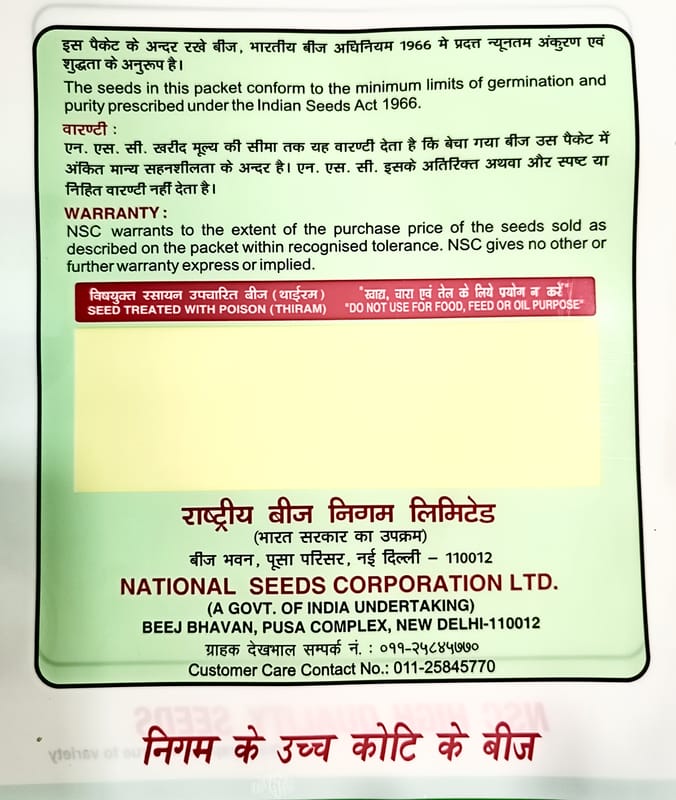 इस पैकेट के अन्दर रखे बीज, भारतीय बीज अधिनियम 1966 मे प्रदत्त न्यूनतम अंकुरण एवं
शुद्धता के अनुरूप है।
The seeds in this packet conform to the minimum limits of germination and
purity prescribed under the Indian Seeds Act 1966.
वारण्टी :
एन. एस. सी. खरीद मूल्य की सीमा तक यह वारण्टी देता है कि बेचा गया बीज उस पैकेट में
अंकित मान्य सहनशीलता के अन्दर है। एन. एस. सी. इसके अतिरिक्त अथवा और स्पष्ट या
निहित वारण्टी नहीं देता है।
WARRANTY :
NSC warrants to the extent of the purchase price of the seeds sold as
described on the packet within recognised tolerance. NSC gives no other or
further warranty express or implied.
विषयुक्त रसायन उपचारित बीज (थाईरम) "खाद्य, चारा एवं तेल के लिये प्रयोग न करें"
SEED TREATED WITH POISON (THIRAM) "DO NOT USE FOR FOOD, FEED OR OIL PURPOSE"
राष्ट्रीय बीज निगम लिमिटेड
(भारत सरकार का उपक्रम)
बीज भवन, पूसा परिसर, नई दिल्ली – 110012
NATIONAL SEEDS CORPORATION LTD.
(A GOVT. OF INDIA UNDERTAKING)
BEEJ BHAVAN, PUSA COMPLEX, NEW DELHI-110012
ग्राहक देखभाल सम्पर्क नं. : ०११-२५८४५७७०
Customer Care Contact No.: 011-25845770
NSC HIGH QUALITY SEEDS
निगम के उच्च कोटि के बीज
due to variety